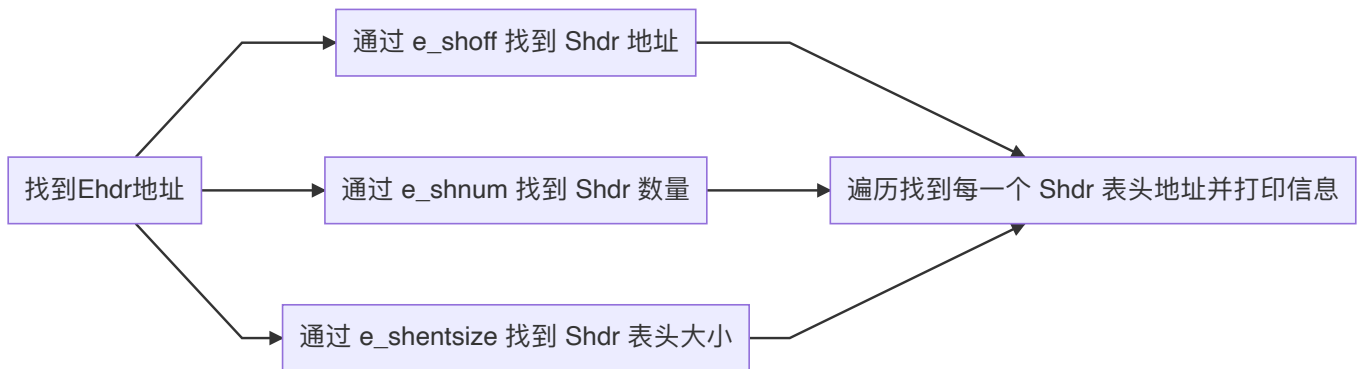 通过 e_shoff 找到 Shdr 地址
找到Ehdr地址
通过 e_shnum 找到 Shdr 数量
遍历找到每一个 Shdr 表头地址并打印信息
通过 e_shentsize 找到 Shdr 表头大小